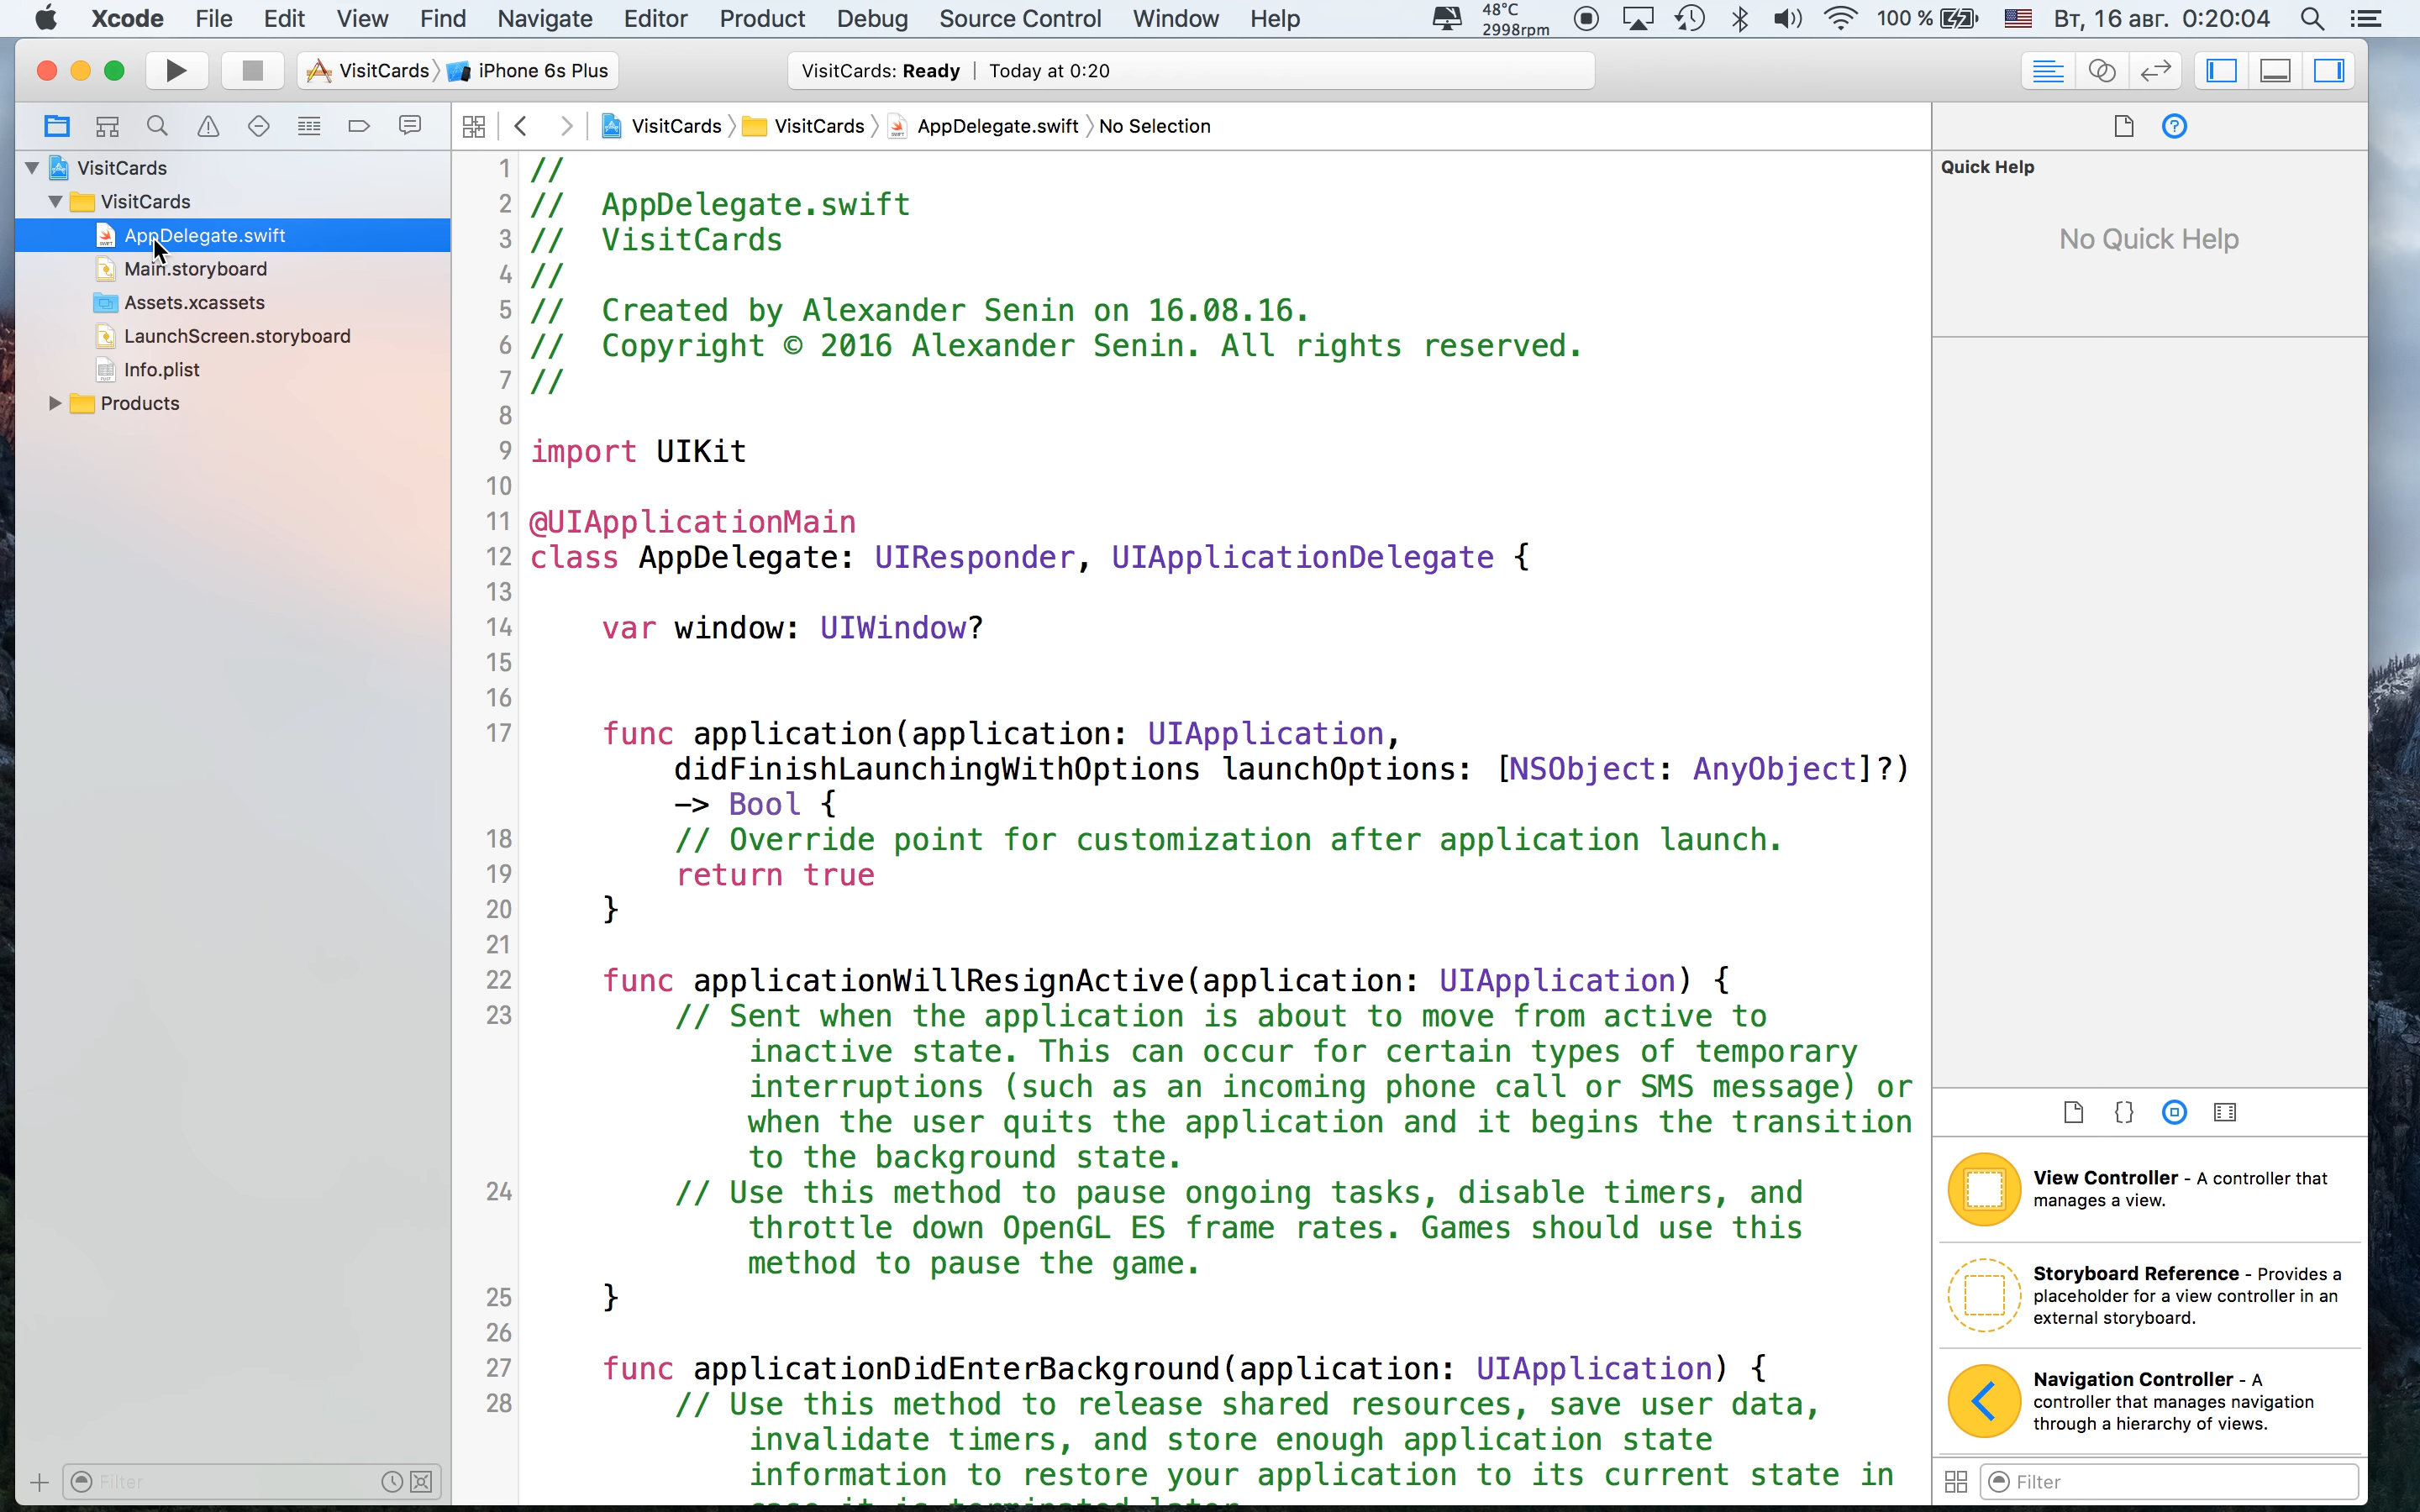 Xcode File Edit View Find Navigate Editor Product Debug Source Control Window Help 48°C 2998rpm 100 % Вт, 16 авг. 0:20:04
VisitCards iPhone 6s Plus VisitCards: Ready | Today at 0:20
VisitCards VisitCards AppDelegate.swift No Selection
VisitCards
VisitCards
AppDelegate.swift
Main.storyboard
Assets.xcassets
LaunchScreen.storyboard
Info.plist
Products
Filter
1 //
2 // AppDelegate.swift
3 // VisitCards
4 //
5 // Created by Alexander Senin on 16.08.16.
6 // Copyright © 2016 Alexander Senin. All rights reserved.
7 //
8
9 import UIKit
10
11 @UIApplicationMain
12 class AppDelegate: UIResponder, UIApplicationDelegate {
13
14 var window: UIWindow?
15
16
17 func application(application: UIApplication,
didFinishLaunchingWithOptions launchOptions: [NSObject: AnyObject]?)
-> Bool {
18 // Override point for customization after application launch.
19 return true
20 }
21
22 func applicationWillResignActive(application: UIApplication) {
23 // Sent when the application is about to move from active to
inactive state. This can occur for certain types of temporary
interruptions (such as an incoming phone call or SMS message) or
when the user quits the application and it begins the transition
to the background state.
24 // Use this method to pause ongoing tasks, disable timers, and
throttle down OpenGL ES frame rates. Games should use this
method to pause the game.
25 }
26
27 func applicationDidEnterBackground(application: UIApplication) {
28 // Use this method to release shared resources, save user data,
invalidate timers, and store enough application state
information to restore your application to its current state in
case it is terminated later.
Quick Help
No Quick Help
View Controller - A controller that
manages a view.
Storyboard Reference - Provides a
placeholder for a view controller in an
external storyboard.
Navigation Controller - A
controller that manages navigation
through a hierarchy of views.
Filter